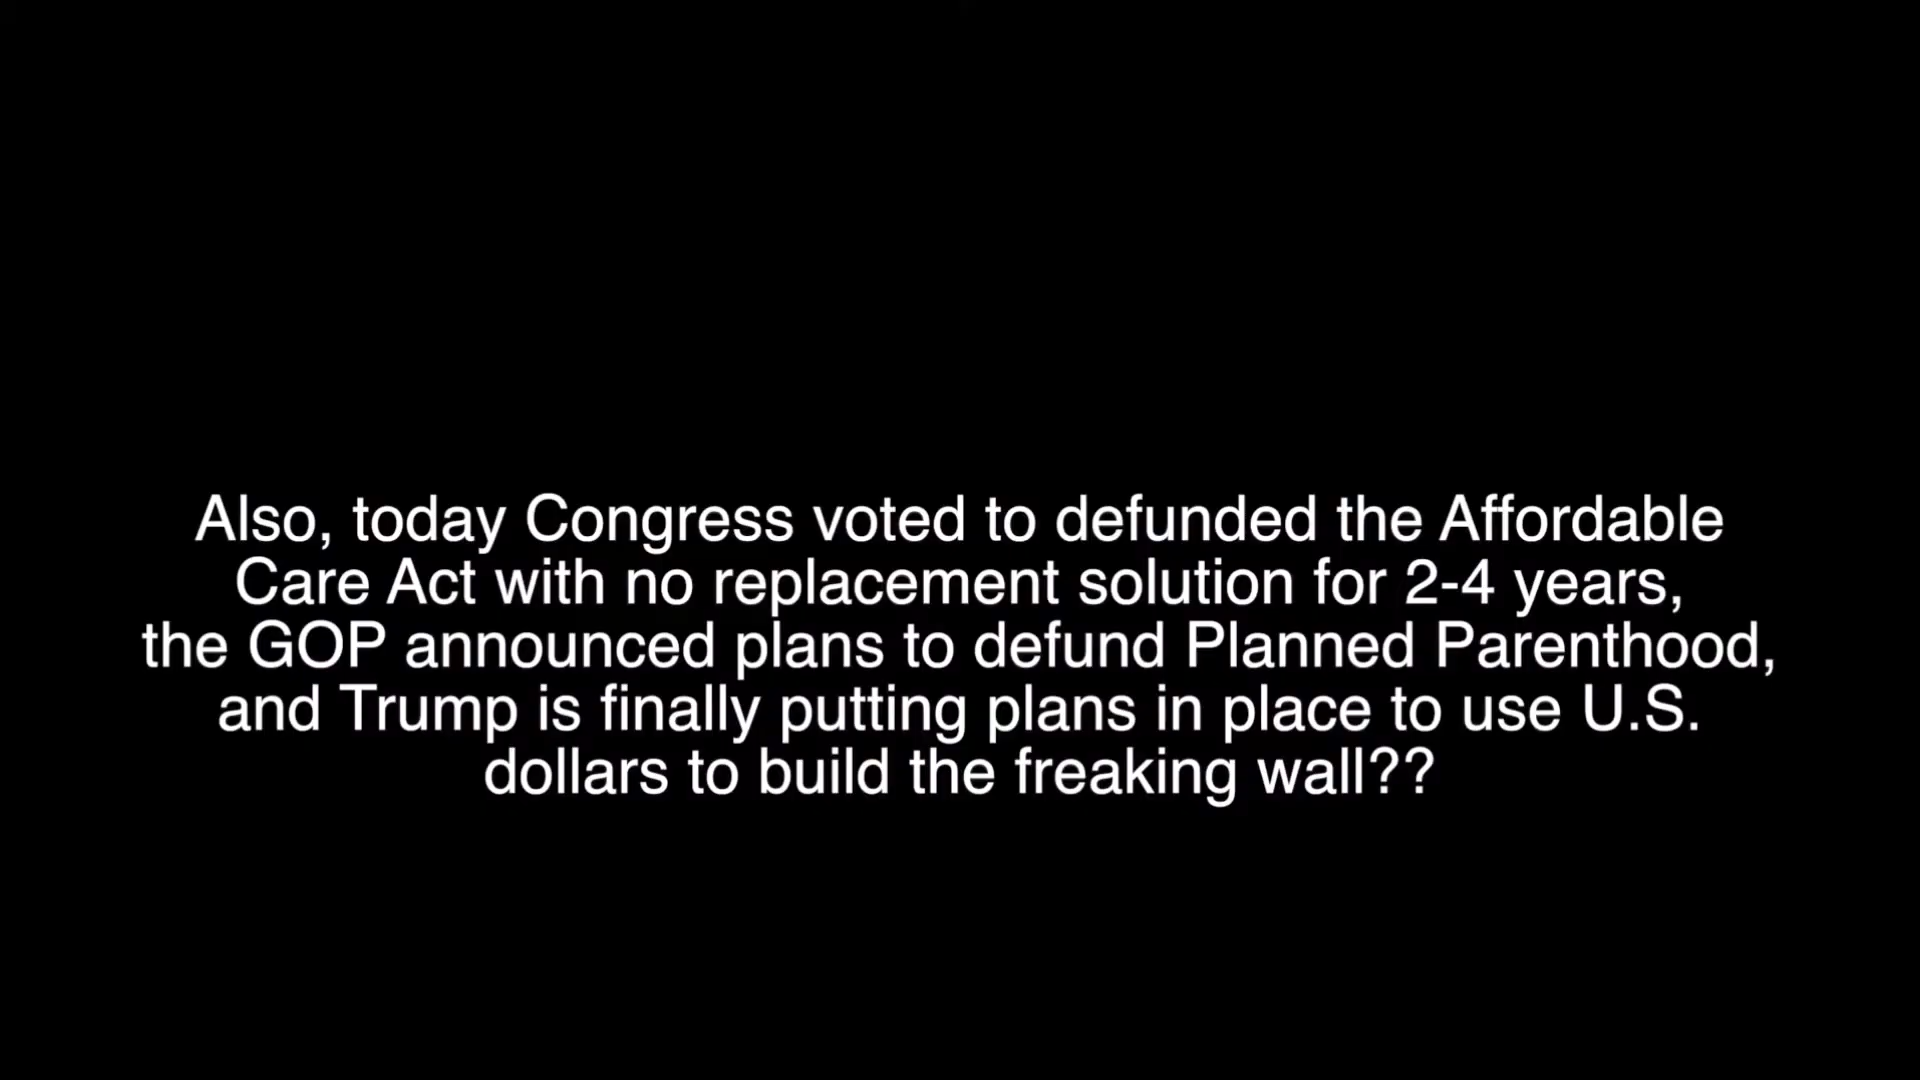 Also, today Congress voted to defunded the Affordable
Care Act with no replacement solution for 2-4 years,
the GOP announced plans to defund Planned Parenthood,
and Trump is finally putting plans in place to use U.S.
dollars to build the freaking wall??